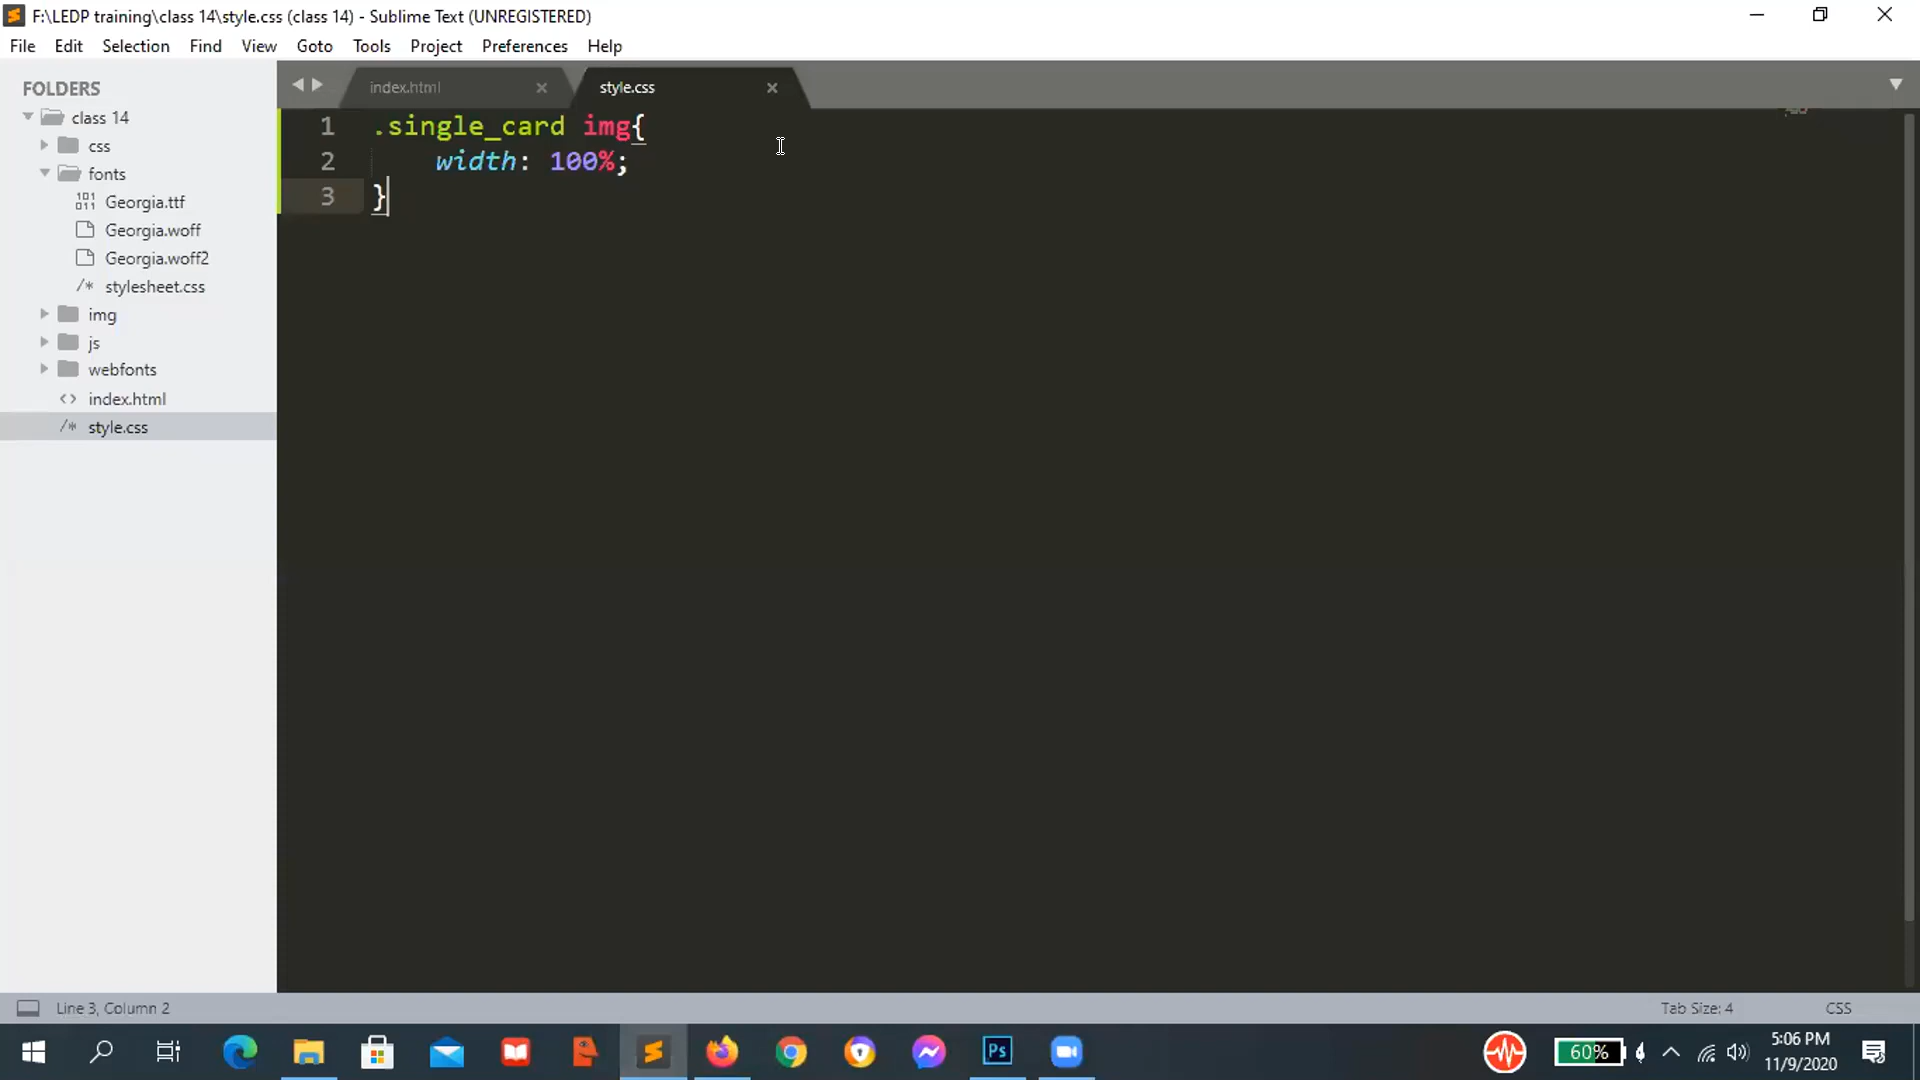 F:\LEDP training\class 14\style.css (class 14) - Sublime Text (UNREGISTERED)
File Edit Selection Find View Goto Tools Project Preferences Help
FOLDERS
class 14
css
fonts
Georgia.ttf
Georgia.woff
Georgia.woff2
/* stylesheet.css
img
js
webfonts
<> index.html
/* style.css
index.html × style.css ×
1 .single_card img{
2 width: 100%;
3 }
Line 3, Column 2 Tab Size: 4 CSS
Ps 60% 5:06 PM
11/9/2020